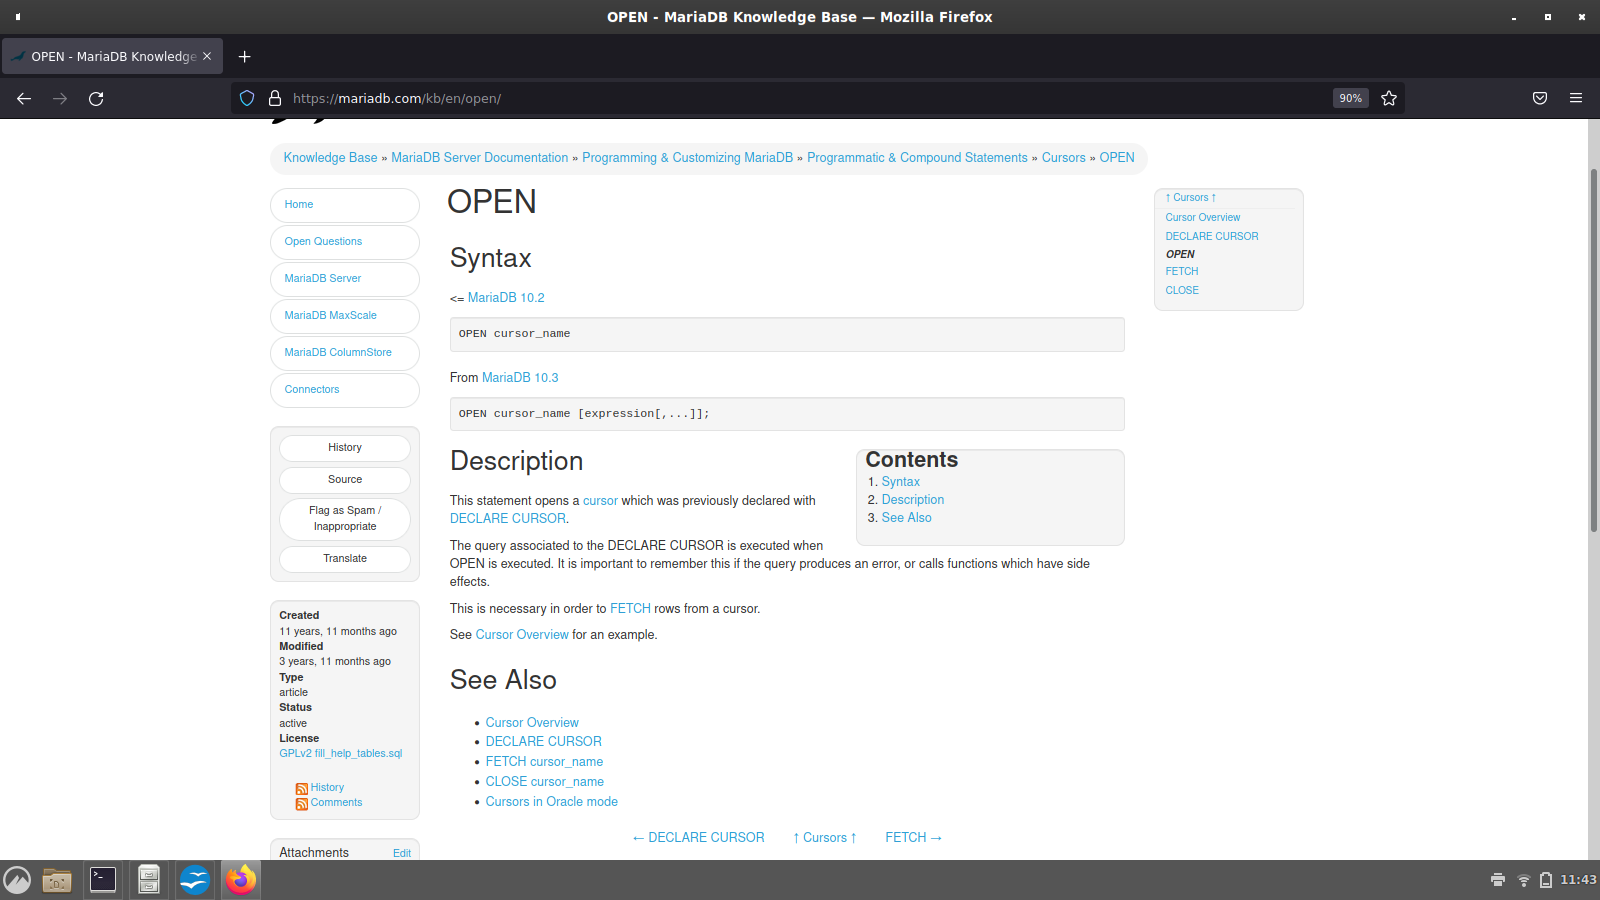 OPEN - MariaDB Knowledge Base — Mozilla Firefox
OPEN - MariaDB Knowledge
https://mariadb.com/kb/en/open/
90%
Knowledge Base » MariaDB Server Documentation » Programming & Customizing MariaDB » Programmatic & Compound Statements » Cursors » OPEN
Home
Open Questions
MariaDB Server
MariaDB MaxScale
MariaDB ColumnStore
Connectors
History
Source
Flag as Spam /
Inappropriate
Translate
Created
11 years, 11 months ago
Modified
3 years, 11 months ago
Type
article
Status
active
License
GPLv2 fill_help_tables.sql
History
Comments
Attachments
Edit
OPEN
Syntax
<= MariaDB 10.2
OPEN cursor_name
From MariaDB 10.3
OPEN cursor_name [expression[,...]];
Description
This statement opens a cursor which was previously declared with
DECLARE CURSOR.
The query associated to the DECLARE CURSOR is executed when
OPEN is executed. It is important to remember this if the query produces an error, or calls functions which have side
effects.
This is necessary in order to FETCH rows from a cursor.
See Cursor Overview for an example.
Contents
1. Syntax
2. Description
3. See Also
See Also
• Cursor Overview
• DECLARE CURSOR
• FETCH cursor_name
• CLOSE cursor_name
• Cursors in Oracle mode
← DECLARE CURSOR
↑ Cursors ↑
FETCH →
↑ Cursors ↑
Cursor Overview
DECLARE CURSOR
OPEN
FETCH
CLOSE
11:43